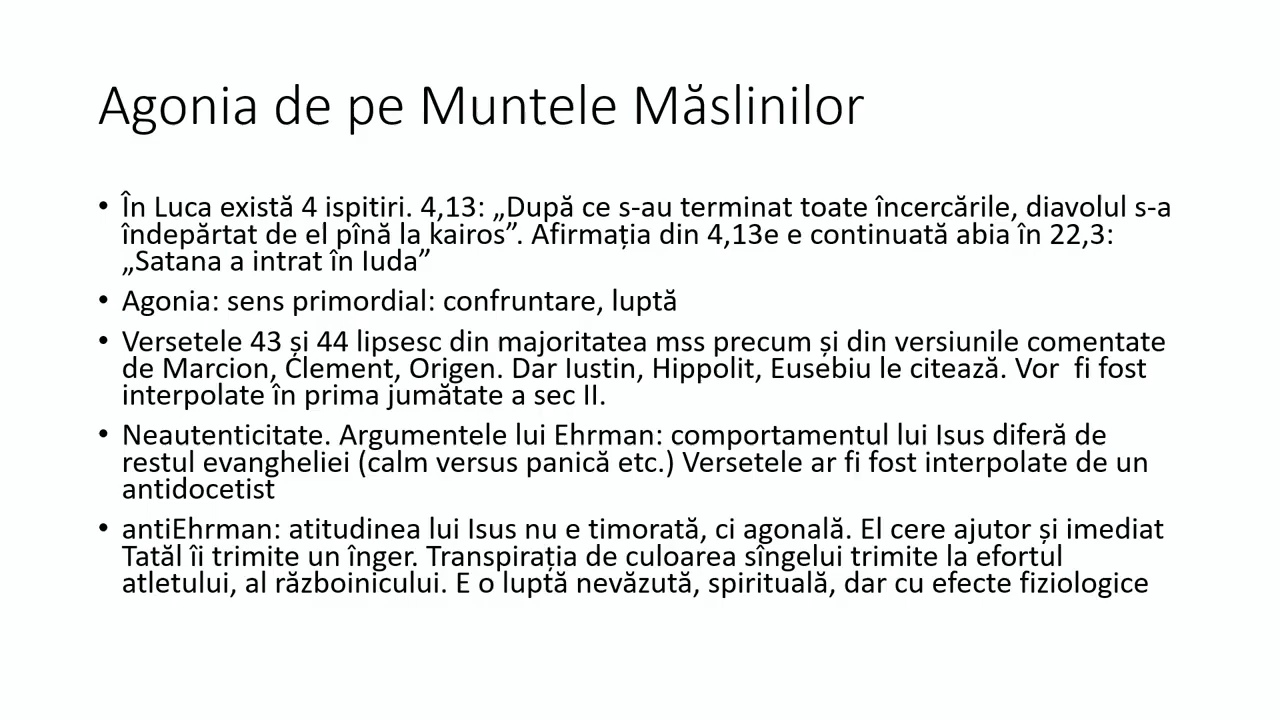 Agonia de pe Muntele Măslinilor
• În Luca există 4 ispitiri. 4,13: „După ce s-au terminat toate încercările, diavolul s-a
îndepărtat de el pînă la kairos”. Afirmația din 4,13e e continuată abia în 22,3:
„Satana a intrat în Iuda”
• Agonia: sens primordial: confruntare, luptă
• Versetele 43 și 44 lipsesc din majoritatea mss precum și din versiunile comentate
de Marcion, Clement, Origen. Dar Iustin, Hippolit, Eusebiu le citează. Vor  fi fost
interpolate în prima jumătate a sec II.
• Neautenticitate. Argumentele lui Ehrman: comportamentul lui Isus diferă de
restul evangheliei (calm versus panică etc.) Versetele ar fi fost interpolate de un
antidocetist
• antiEhrman: atitudinea lui Isus nu e timorată, ci agonală. El cere ajutor și imediat
Tatăl îi trimite un înger. Transpirația de culoarea sîngelui trimite la efortul
atletului, al războinicului. E o luptă nevăzută, spirituală, dar cu efecte fiziologice